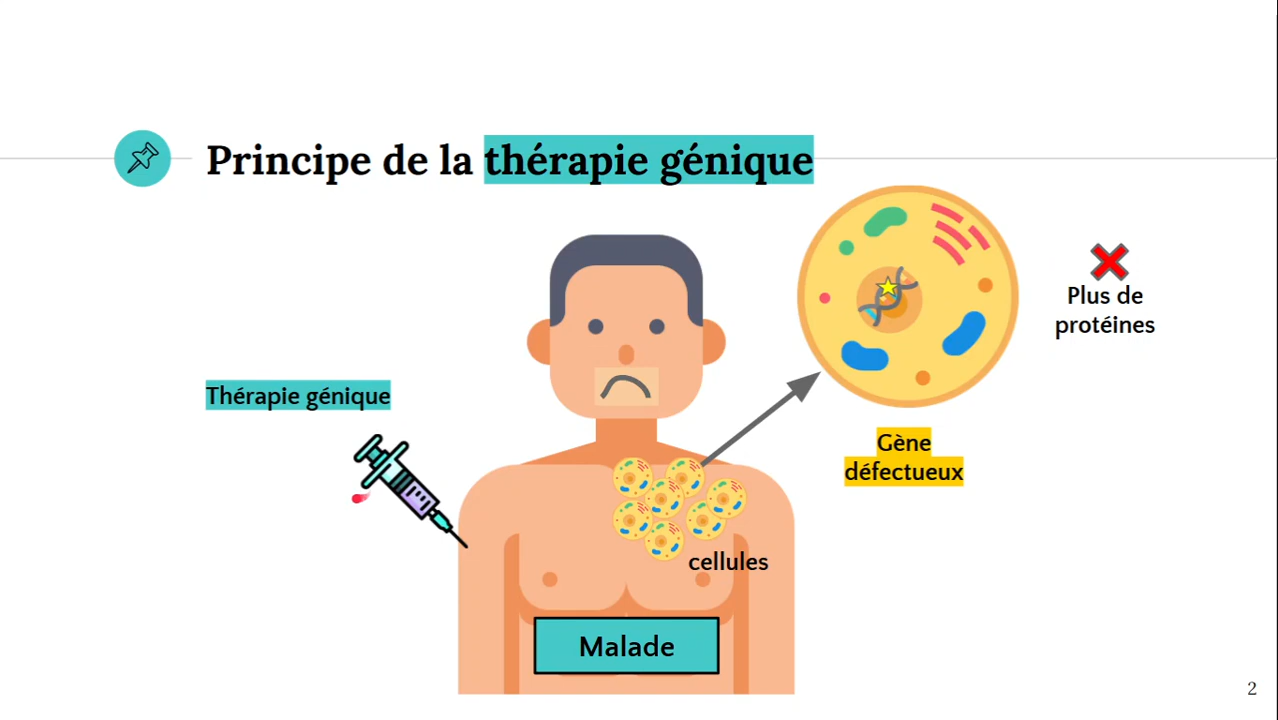 Principe de la thérapie génique
Plus de
protéines
Thérapie génique
Gène
défectueux
cellules
Malade
2